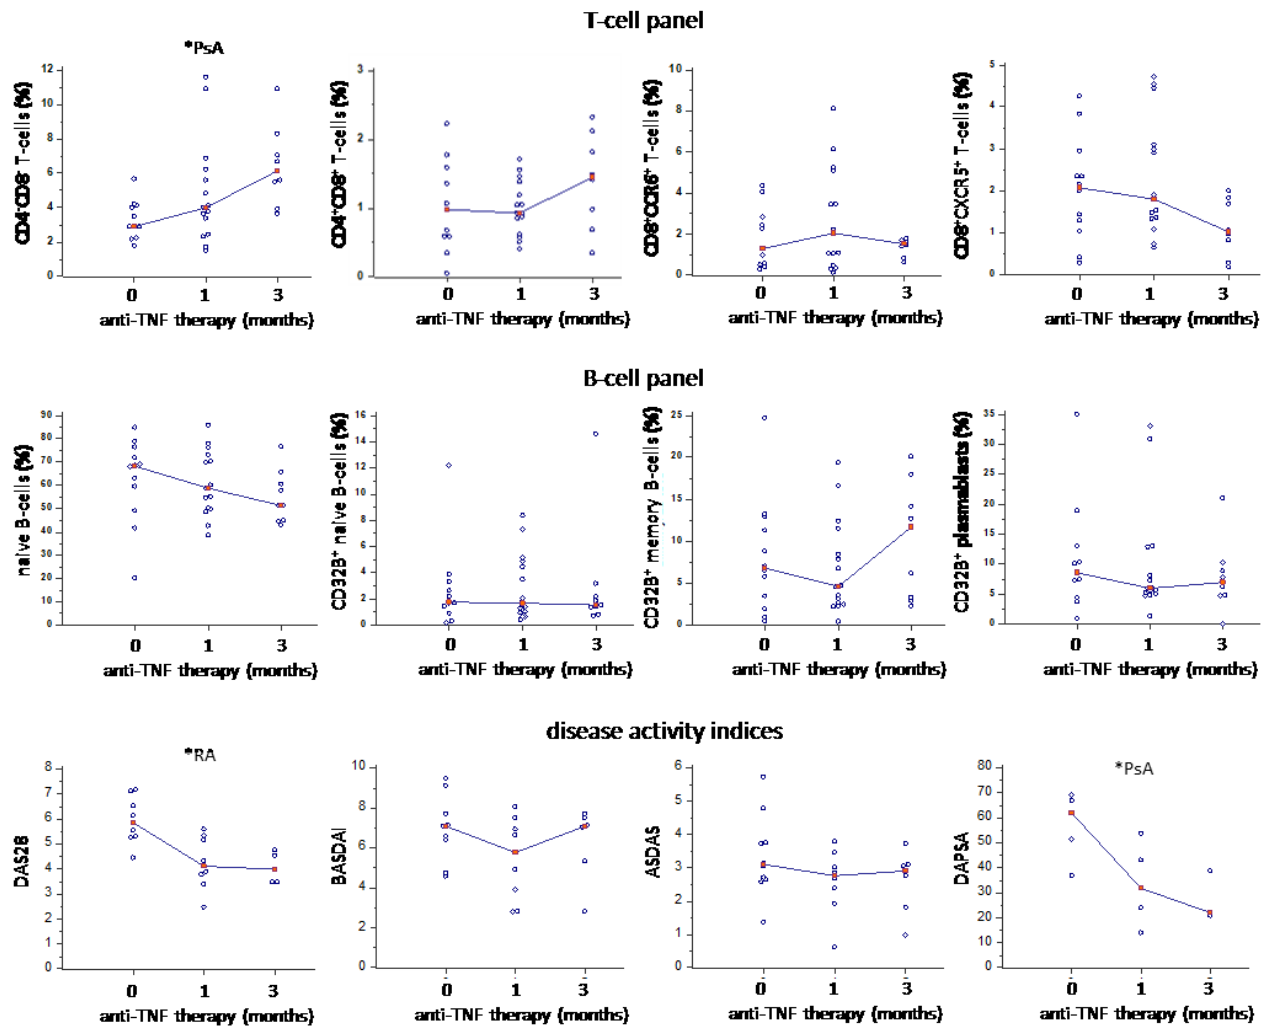 T-cell panel
*PsA
CD4⁻CD8⁻ T-cells (%)
12
10
8
6
4
2
0
0 1 3
anti-TNF therapy (months)
CD4⁺CD8⁺ T-cells (%)
3
2
1
0
0 1 3
anti-TNF therapy (months)
CD8⁺CCR6⁺ T-cells (%)
10
8
6
4
2
0
0 1 3
anti-TNF therapy (months)
CD8⁺CXCR5⁺ T-cells (%)
5
4
3
2
1
0
0 1 3
anti-TNF therapy (months)
B-cell panel
naive B-cells (%)
90
80
70
60
50
40
30
20
10
0
0 1 3
anti-TNF therapy (months)
CD32B⁺ naive B-cells (%)
16
14
12
10
8
6
4
2
0
0 1 3
anti-TNF therapy (months)
CD32B⁺ memory B-cells (%)
25
20
15
10
5
0
0 1 3
anti-TNF therapy (months)
CD32B⁺ plasmablasts (%)
35
30
25
20
15
10
5
0
0 1 3
anti-TNF therapy (months)
disease activity indices
*RA
DAS28
8
7
6
5
4
3
2
1
0
0 1 3
anti-TNF therapy (months)
BASDAI
10
8
6
4
2
0
0 1 3
anti-TNF therapy (months)
ASDAS
6
5
4
3
2
1
0
0 1 3
anti-TNF therapy (months)
*PsA
DAPSA
80
70
60
50
40
30
20
10
0
0 1 3
anti-TNF therapy (months)